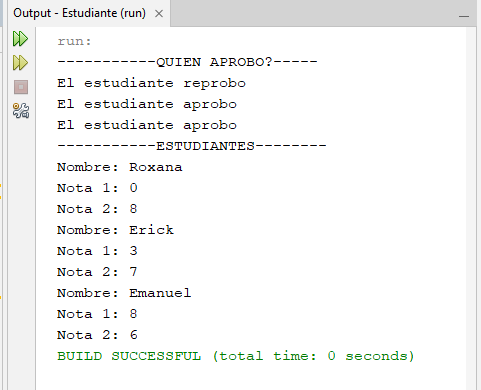 Output - Estudiante (run)
run:
-----------QUIEN APROBO?-----
El estudiante reprobo
El estudiante aprobo
El estudiante aprobo
-----------ESTUDIANTES--------
Nombre: Roxana
Nota 1: 0
Nota 2: 8
Nombre: Erick
Nota 1: 3
Nota 2: 7
Nombre: Emanuel
Nota 1: 8
Nota 2: 6
BUILD SUCCESSFUL (total time: 0 seconds)